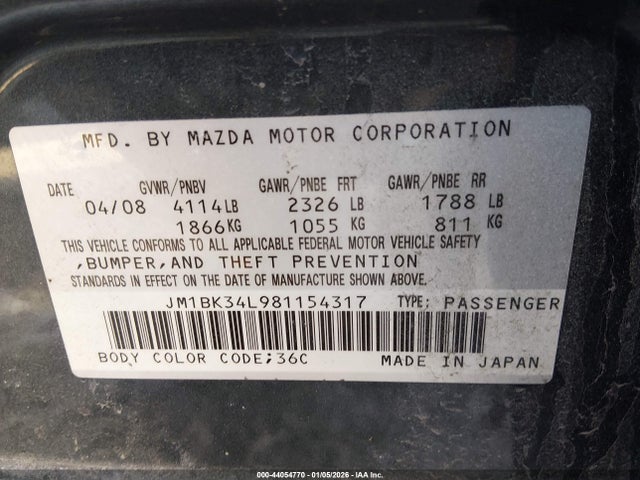 MFD. BY MAZDA MOTOR CORPORATION
DATE GVWR/PNBV GAWR/PNBE FRT GAWR/PNBE RR
04/08 4114LB 2326 LB 1788 LB
1866KG 1055 KG 811 KG
THIS VEHICLE CONFORMS TO ALL APPLICABLE FEDERAL MOTOR VEHICLE SAFETY
,BUMPER,AND THEFT PREVENTION
STANDARDS IN EFFECT ON THE DATE OF MANUFACTURE SHOWN ABOVE.
JM1BK34L981154317 TYPE: PASSENGER
BODY COLOR CODE;36C MADE IN JAPAN
000-44054770 - 01/05/2026 - IAA Inc.